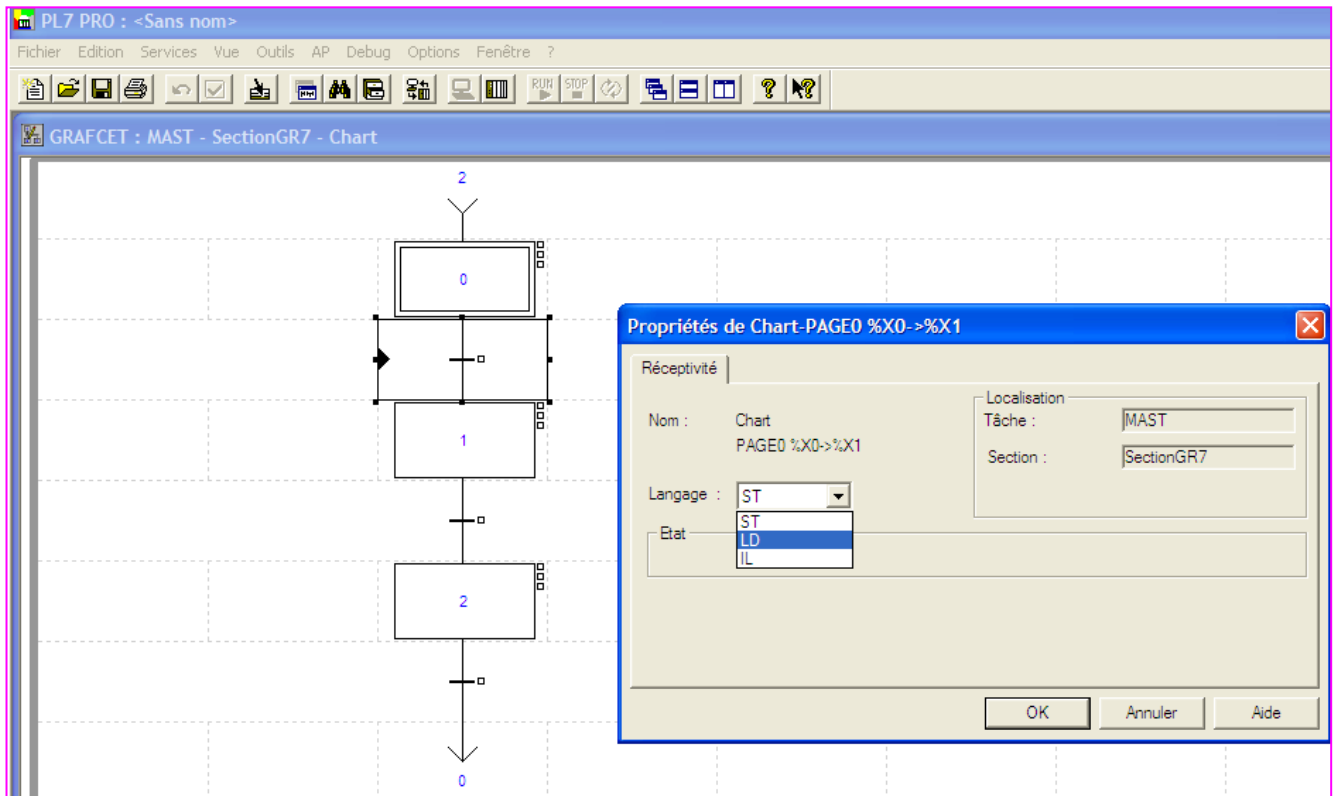 PL7 PRO : <Sans nom>
Fichier Edition Services Vue Outils AP Debug Options Fenêtre ?
RUN STOP
GRAFCET : MAST - SectionGR7 - Chart
2
0
1
2
0
Propriétés de Chart-PAGE0 %X0->%X1
Réceptivité
Nom : Chart
PAGE0 %X0->%X1
Langage : ST
ST
LD
IL
Localisation
Tâche : MAST
Section : SectionGR7
Etat
OK Annuler Aide